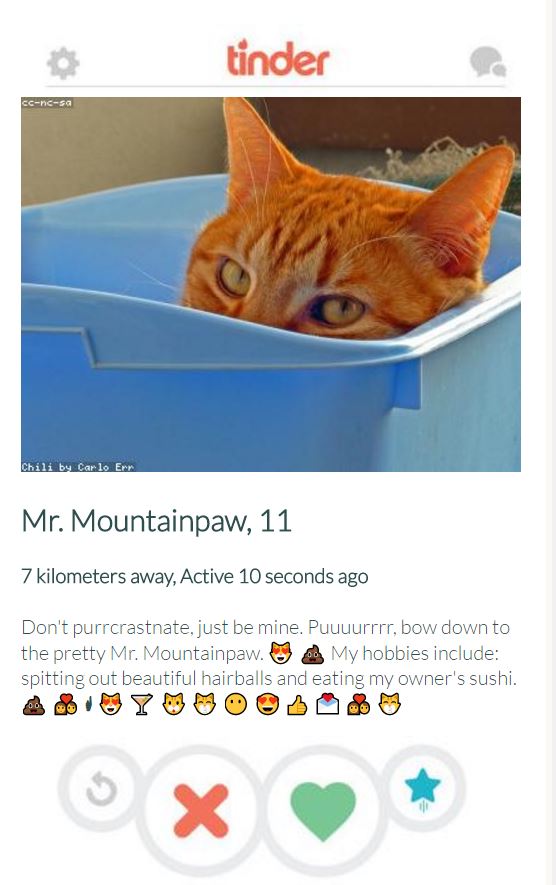 tinder
cc-nc-sa
Chili by Carlo Err
Mr. Mountainpaw, 11
7 kilometers away, Active 10 seconds ago
Don't purrcrastnate, just be mine. Puuuurrrr, bow down to
the pretty Mr. Mountainpaw. 😻 💩 My hobbies include:
spitting out beautiful hairballs and eating my owner's sushi.